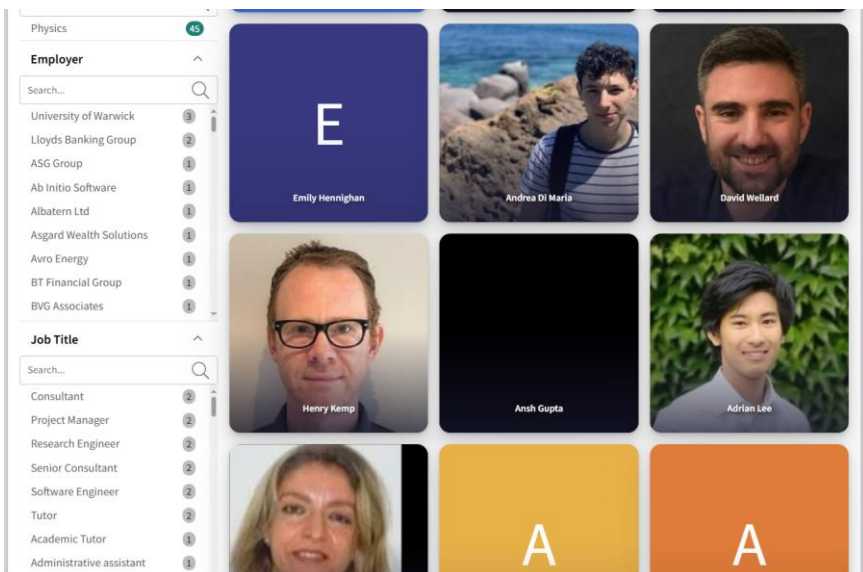 Physics 45
Employer
Search...
University of Warwick 3
Lloyds Banking Group 2
ASG Group 1
Ab Initio Software 1
Albatern Ltd 1
Asgard Wealth Solutions 1
Avro Energy 1
BT Financial Group 1
BVG Associates 1
Job Title
Search...
Consultant 2
Project Manager 2
Research Engineer 2
Senior Consultant 2
Software Engineer 2
Tutor 2
Academic Tutor 1
Administrative assistant 1
E
Emily Hennighan
Andrea Di Maria
David Wellard
Henry Kemp
Ansh Gupta
Adrian Lee
A
A